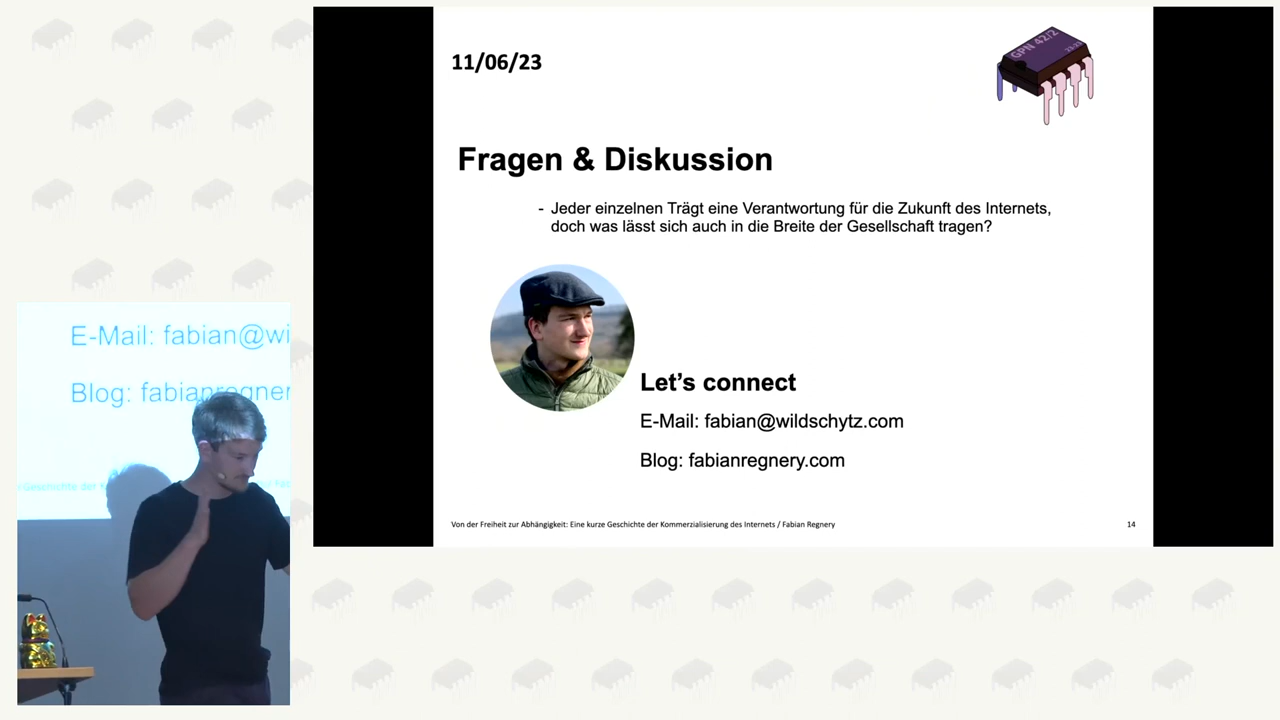 11/06/23
GPN 42/2
23:23
Fragen & Diskussion
- Jeder einzelnen Trägt eine Verantwortung für die Zukunft des Internets,
doch was lässt sich auch in die Breite der Gesellschaft tragen?
Let's connect
E-Mail: fabian@wildschytz.com
Blog: fabianregnery.com
Von der Freiheit zur Abhängigkeit: Eine kurze Geschichte der Kommerzialisierung des Internets / Fabian Regnery
14
E-Mail: fabian@wi
Blog: fabianregner